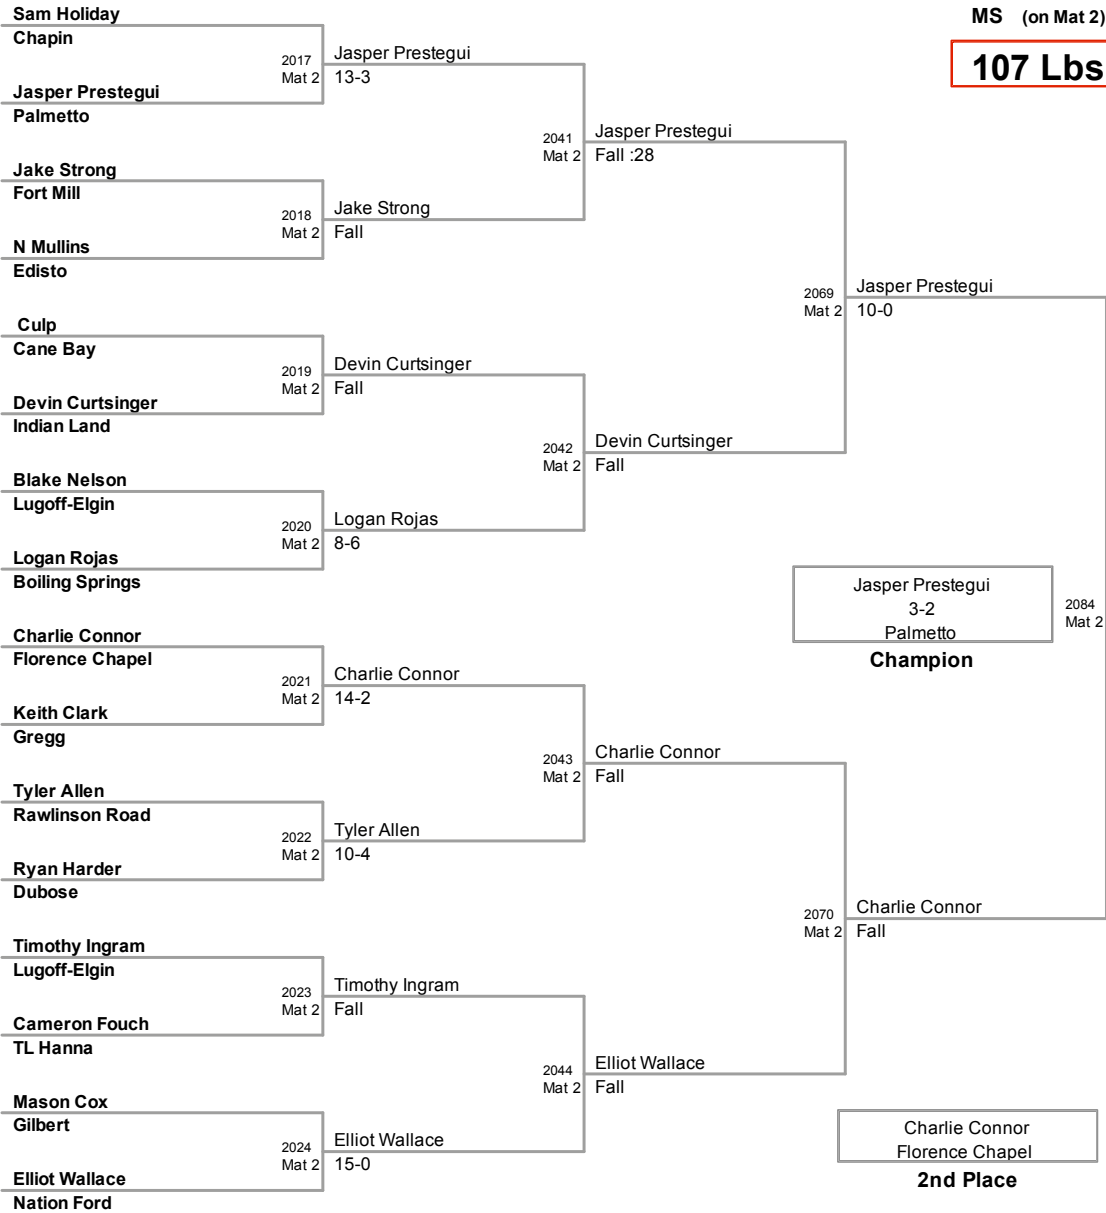 MS (on Mat 2)
107 Lbs
Sam Holiday
Chapin
2017
Mat 2
Jasper Prestegui
13-3
Jasper Prestegui
Palmetto
2041
Mat 2
Jasper Prestegui
Fall :28
Jake Strong
Fort Mill
2018
Mat 2
Jake Strong
Fall
N Mullins
Edisto
2069
Mat 2
Jasper Prestegui
10-0
Culp
Cane Bay
2019
Mat 2
Devin Curtsinger
Fall
Devin Curtsinger
Indian Land
2042
Mat 2
Devin Curtsinger
Fall
Blake Nelson
Lugoff-Elgin
2020
Mat 2
Logan Rojas
8-6
Logan Rojas
Boiling Springs
Jasper Prestegui
3-2
Palmetto
Champion
2084
Mat 2
Charlie Connor
Florence Chapel
2021
Mat 2
Charlie Connor
14-2
Keith Clark
Gregg
2043
Mat 2
Charlie Connor
Fall
Tyler Allen
Rawlinson Road
2022
Mat 2
Tyler Allen
10-4
Ryan Harder
Dubose
2070
Mat 2
Charlie Connor
Fall
Timothy Ingram
Lugoff-Elgin
2023
Mat 2
Timothy Ingram
Fall
Cameron Fouch
TL Hanna
2044
Mat 2
Elliot Wallace
Fall
Mason Cox
Gilbert
2024
Mat 2
Elliot Wallace
15-0
Elliot Wallace
Nation Ford
Charlie Connor
Florence Chapel
2nd Place